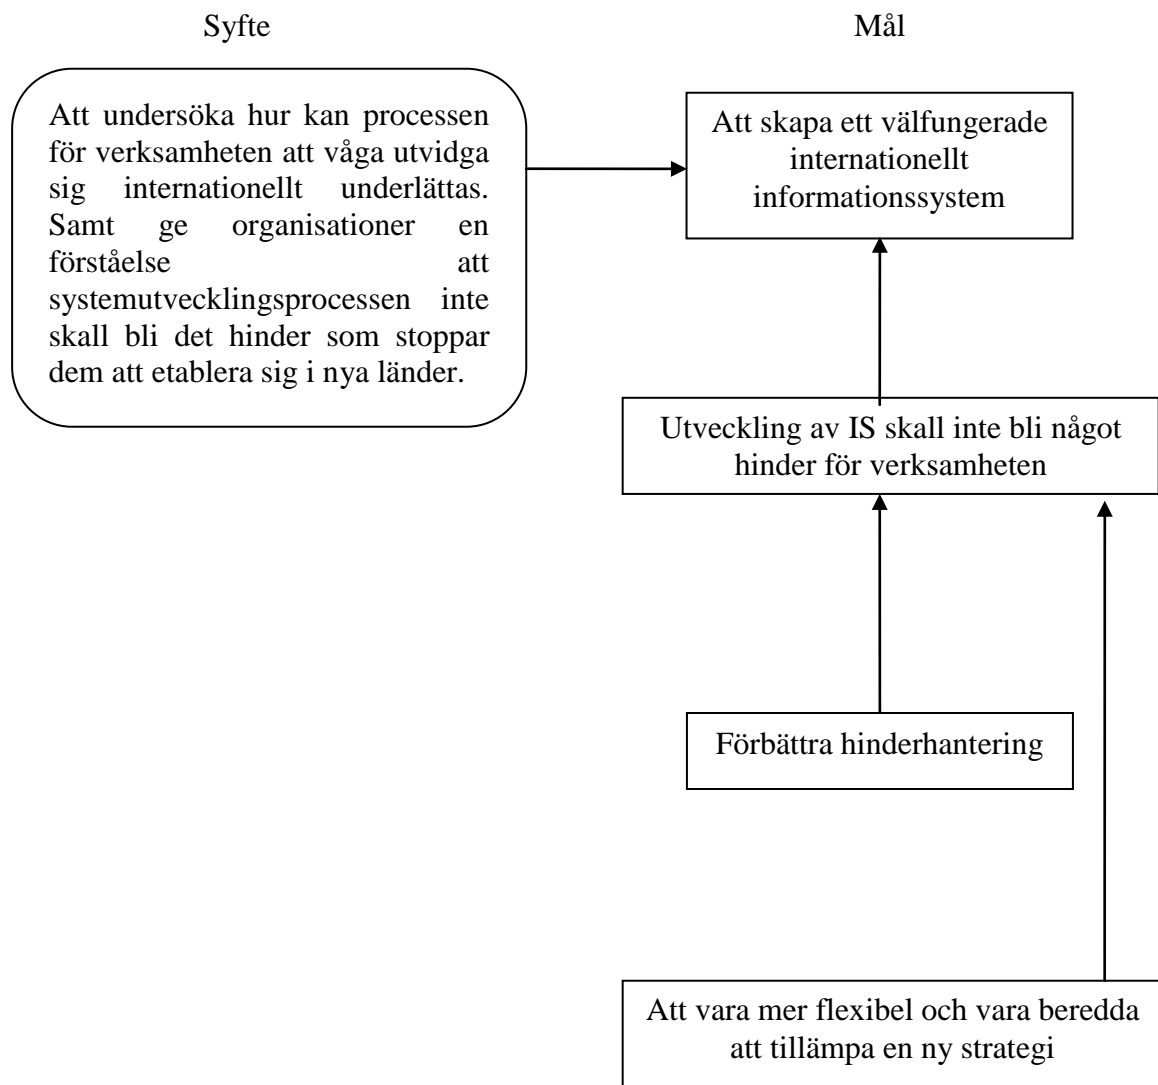 Syfte
Mål
Att undersöka hur kan processen
för verksamheten att våga utvidga
sig internationellt underlättas.
Samt ge organisationer en
förståelse att
systemutvecklingsprocessen inte
skall bli det hinder som stoppar
dem att etablera sig i nya länder.
Att skapa ett välfungerade
internationellt
informationssystem
Utveckling av IS skall inte bli något
hinder för verksamheten
Förbättra hinderhantering
Att vara mer flexibel och vara beredda
att tillämpa en ny strategi